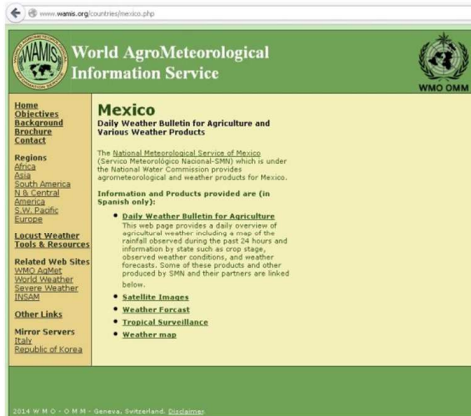 www.wamis.org/countries/mexico.php
WAMIS
World AgroMeteorological
Information Service
WMO OMM
Home
Objectives
Background
Brochure
Contact
Regions
Africa
Asia
South America
N & Central
America
S.W. Pacific
Europe
Locust Weather
Tools & Resources
Related Web Sites
WMO AgMet
World Weather
Severe Weather
INSAM
Other Links
Mirror Servers
Italy
Republic of Korea
Mexico
Daily Weather Bulletin for Agriculture and
Various Weather Products
The National Meteorological Service of Mexico
(Servico Meteorológico Nacional-SMN) which is under
the National Water Commission provides
agrometeorological and weather products for Mexico.
Information and Products provided are (in
Spanish only):
Daily Weather Bulletin for Agriculture
This web page provides a daily overview of
agricultural weather including a map of the
rainfall observed during the past 24 hours and
information by state such as crop stage,
observed weather conditions, and weather
forecasts. Some of these products and other
produced by SMN and their partners are linked
below.
Satellite Images
Weather Forcast
Tropical Surveillance
Weather map
2014 W M O - O M M - Geneva, Switzerland. Disclaimer